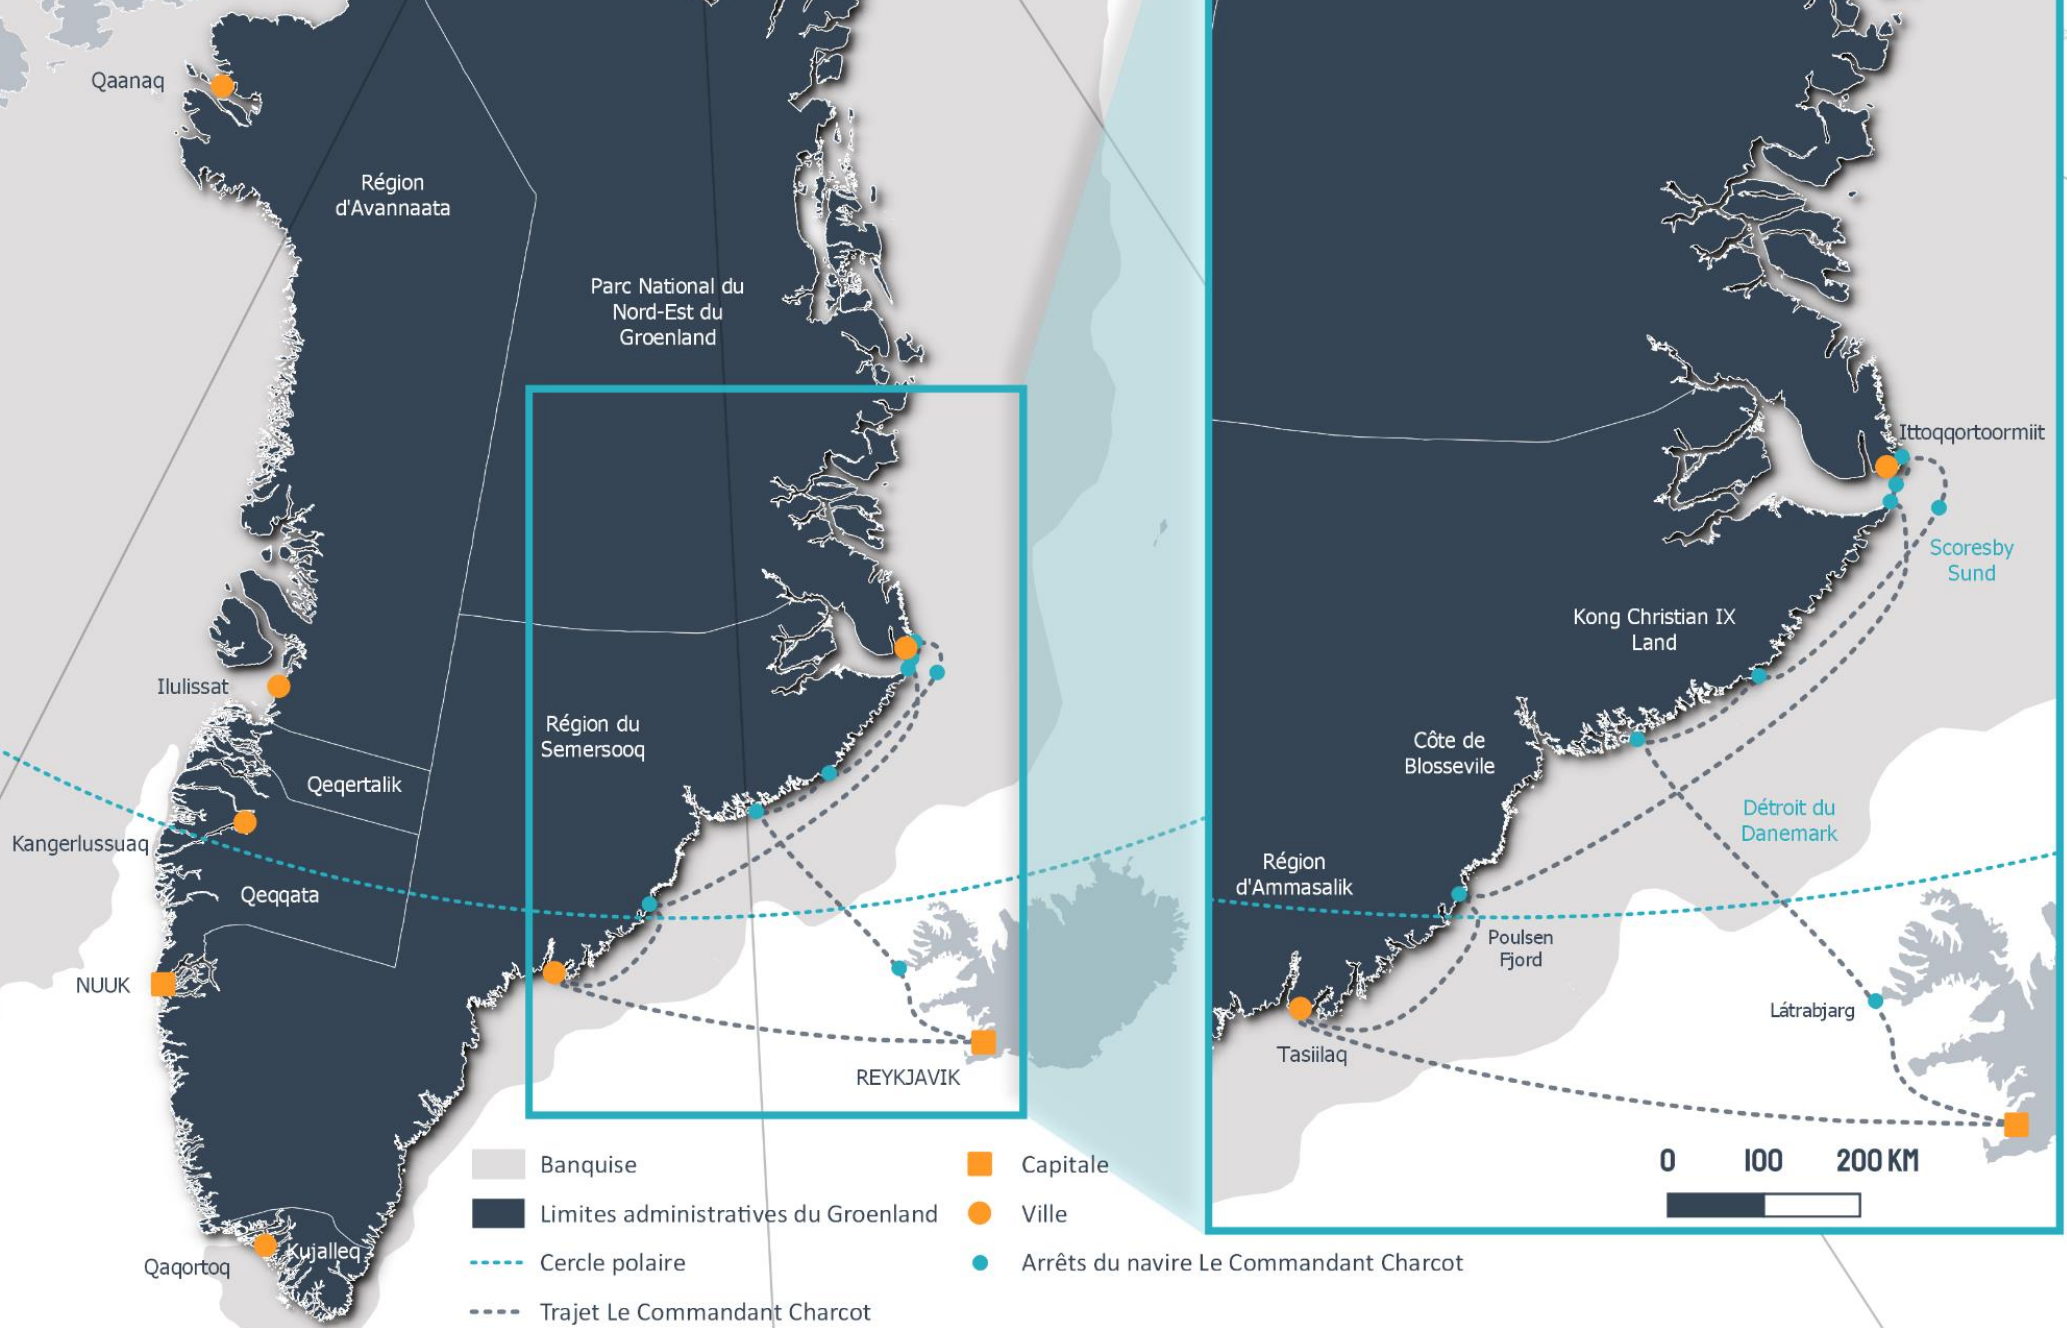 Qaanaq
Région
d'Avannaata
Parc National du
Nord-Est du
Groenland
Ilulissat
Région du
Semersooq
Qeqertalik
Kangerlussuaq
Qeqqata
NUUK
REYKJAVIK
Qaqortoq
Kujalleq
Ittoqqortoormiit
Scoresby
Sund
Kong Christian IX
Land
Côte de
Blossevile
Détroit du
Danemark
Région
d'Ammasalik
Poulsen
Fjord
Látrabjarg
Tasiilaq
0 100 200 KM
Banquise
Limites administratives du Groenland
Cercle polaire
Trajet Le Commandant Charcot
Capitale
Ville
Arrêts du navire Le Commandant Charcot